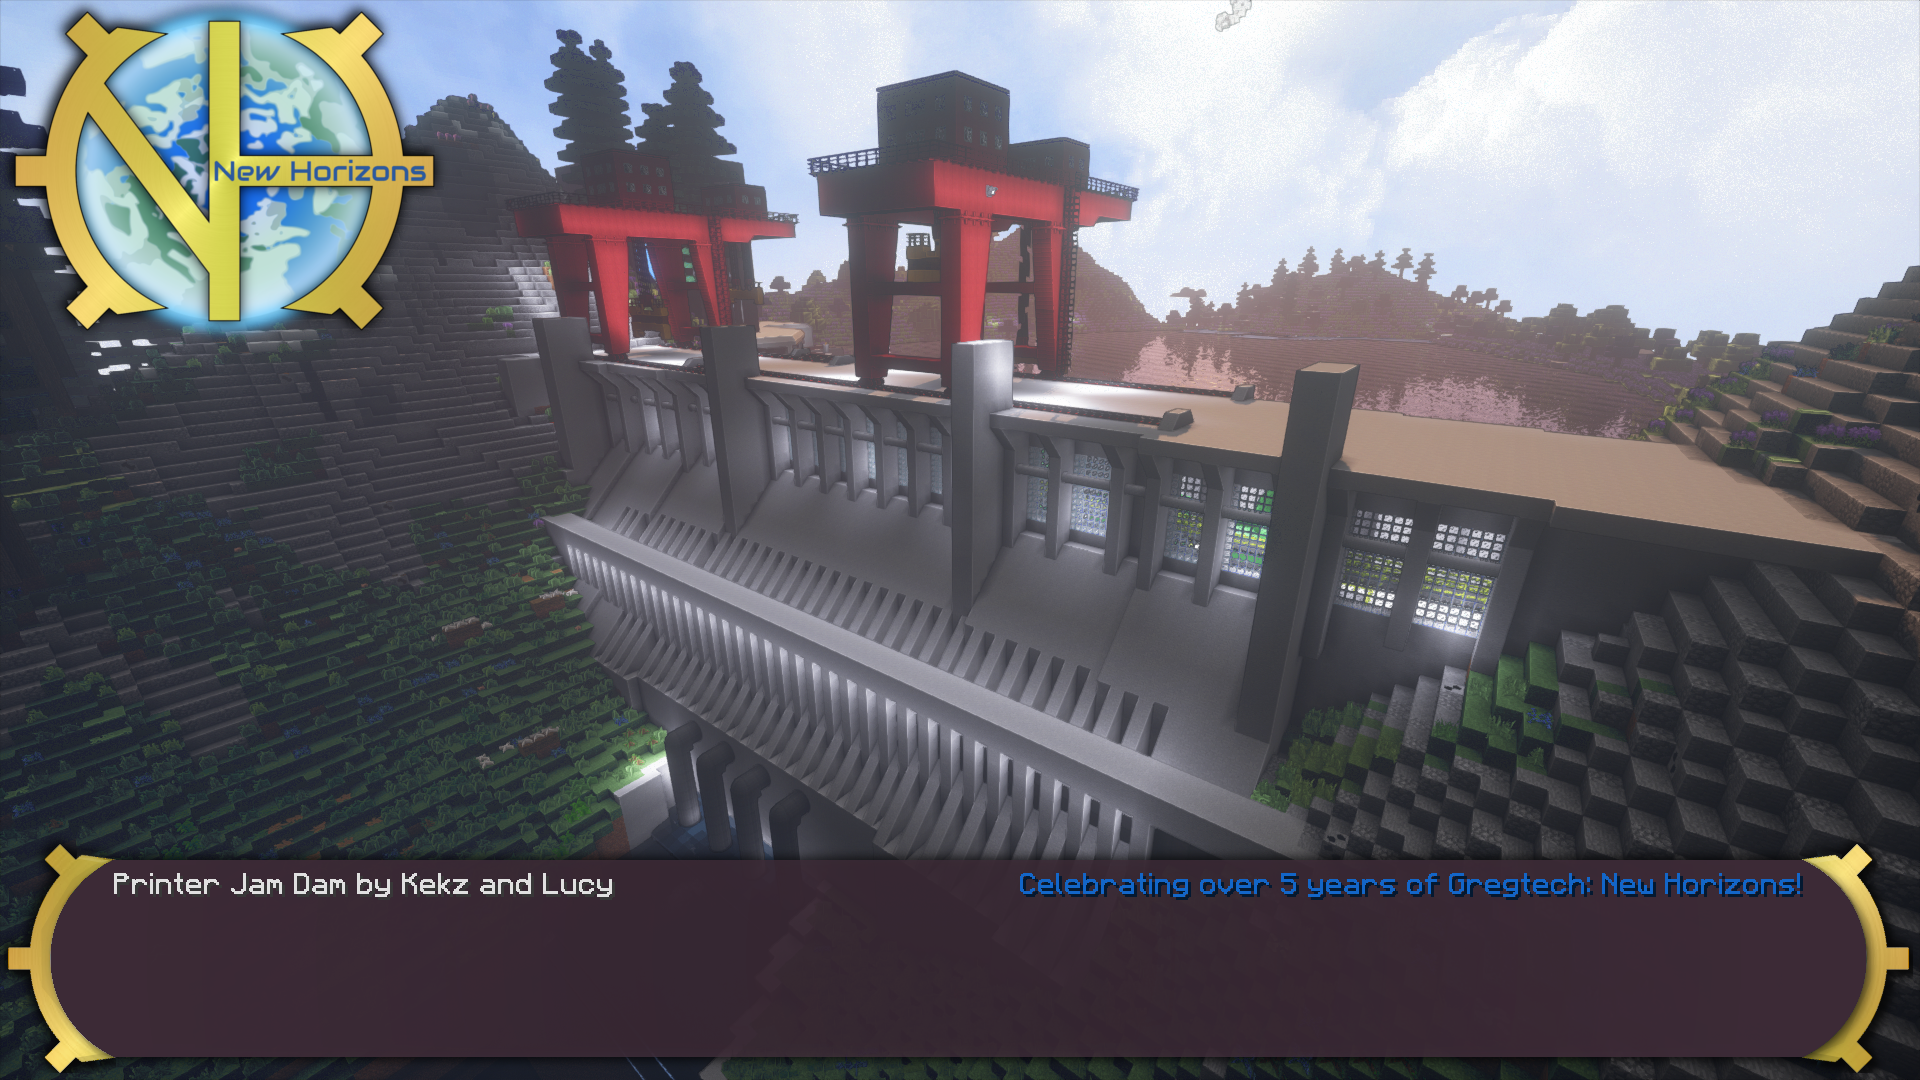 New Horizons
Printer Jam Dam by Kekz and Lucy
Celebrating over 5 years of Gregtech: New Horizons!